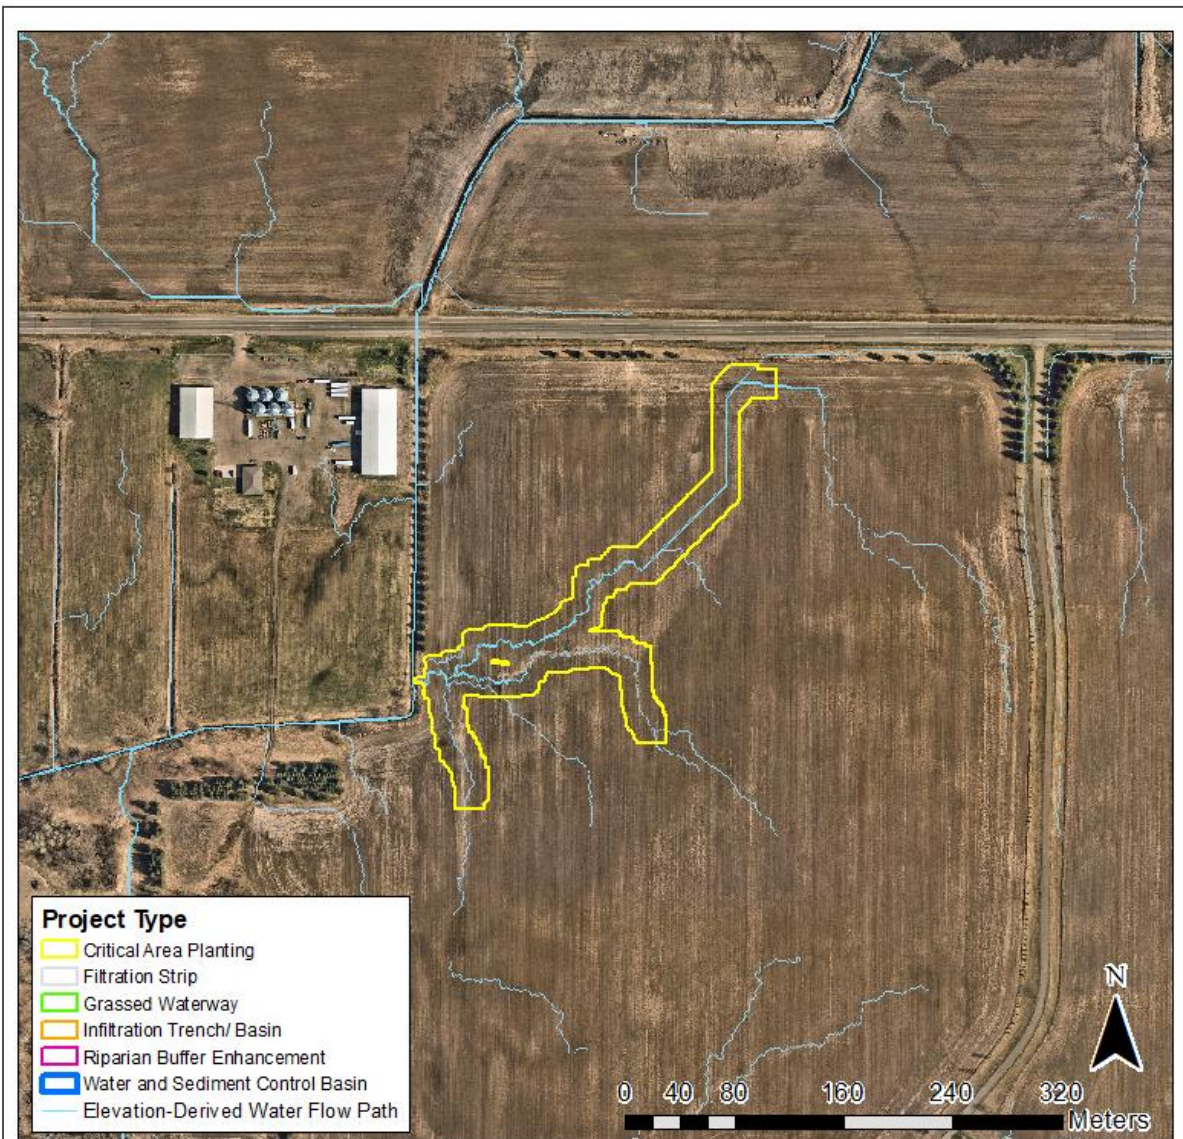 Project Type
Critical Area Planting
Filtration Strip
Grassed Waterway
Infiltration Trench/ Basin
Riparian Buffer Enhancement
Water and Sediment Control Basin
Elevation-Derived Water Flow Path
N
0 40 80 160 240 320
Meters